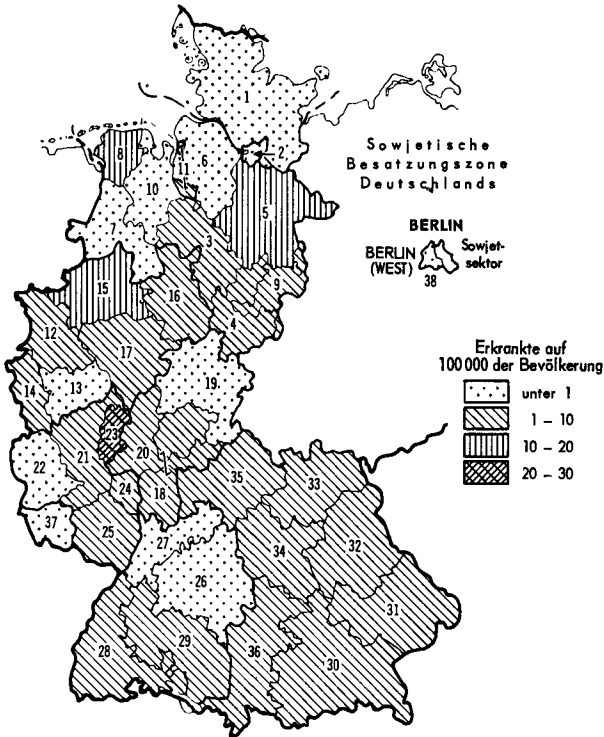 1
2
8
11
6
10
Sowjetische
Besatzungszone
Deutschlands
7
5
3
BERLIN
BERLIN
(WEST)
Sowjet-
sektor
38
15
16
9
12
4
17
Erkrankte auf
100 000 der Bevölkerung
unter 1
1 – 10
10 – 20
20 – 30
14
13
19
23
20
21
22
24
18
35
33
37
25
27
34
32
26
31
28
29
36
30